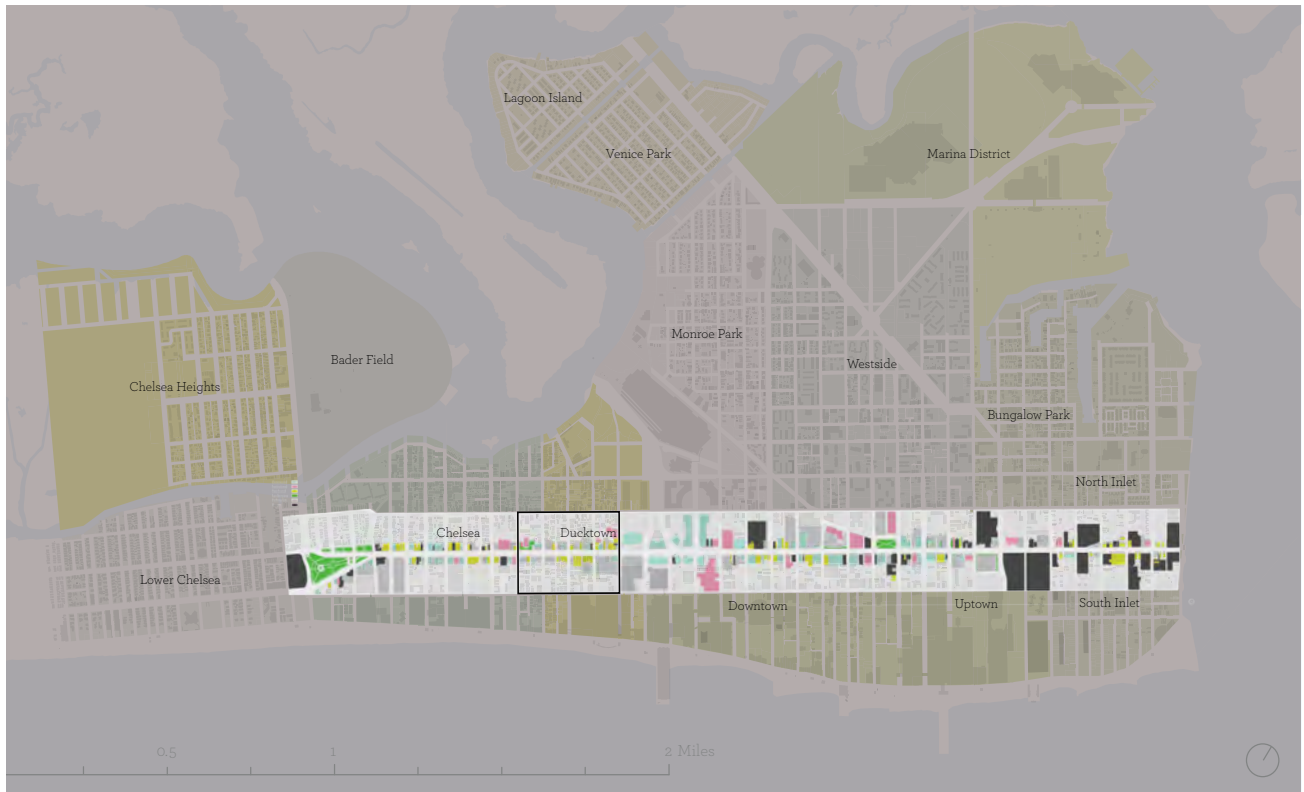 Lagoon Island
Venice Park
Marina District
Monroe Park
Bader Field
Westside
Chelsea Heights
Bungalow Park
North Inlet
Chelsea
Ducktown
Lower Chelsea
Downtown
Uptown
South Inlet
0.5
1
2 Miles